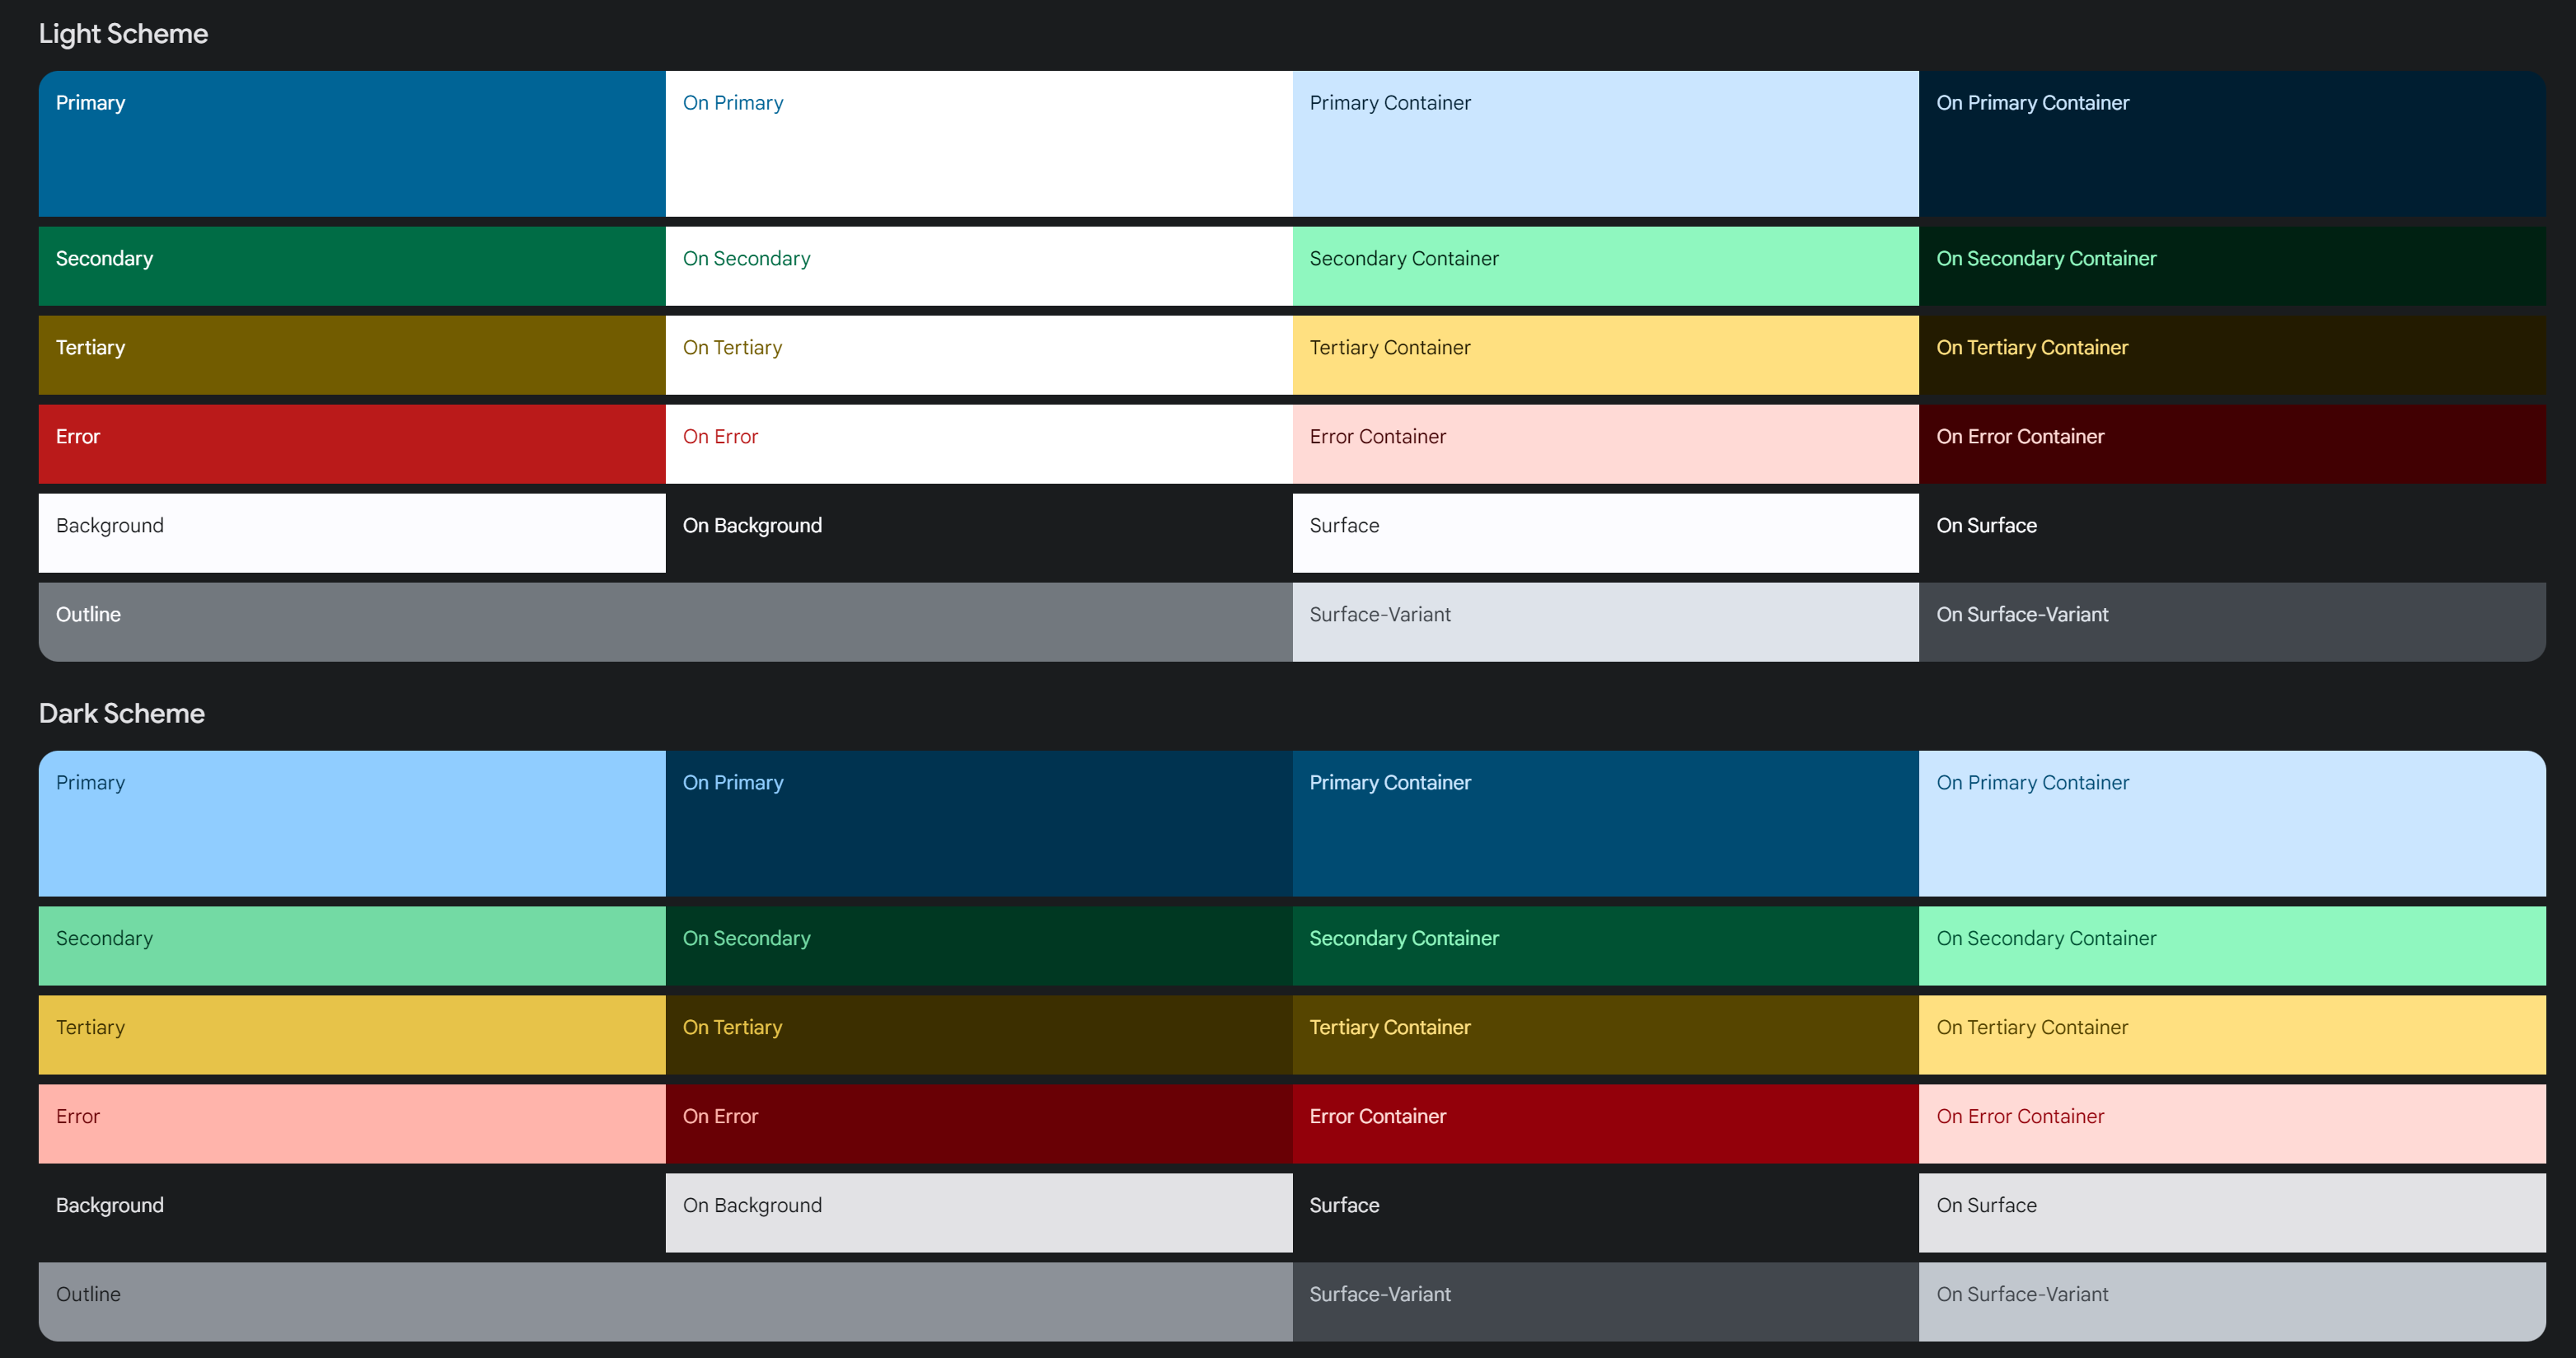 Light Scheme
Primary
On Primary
Primary Container
On Primary Container
Secondary
On Secondary
Secondary Container
On Secondary Container
Tertiary
On Tertiary
Tertiary Container
On Tertiary Container
Error
On Error
Error Container
On Error Container
Background
On Background
Surface
On Surface
Outline
Surface-Variant
On Surface-Variant
Dark Scheme
Primary
On Primary
Primary Container
On Primary Container
Secondary
On Secondary
Secondary Container
On Secondary Container
Tertiary
On Tertiary
Tertiary Container
On Tertiary Container
Error
On Error
Error Container
On Error Container
Background
On Background
Surface
On Surface
Outline
Surface-Variant
On Surface-Variant